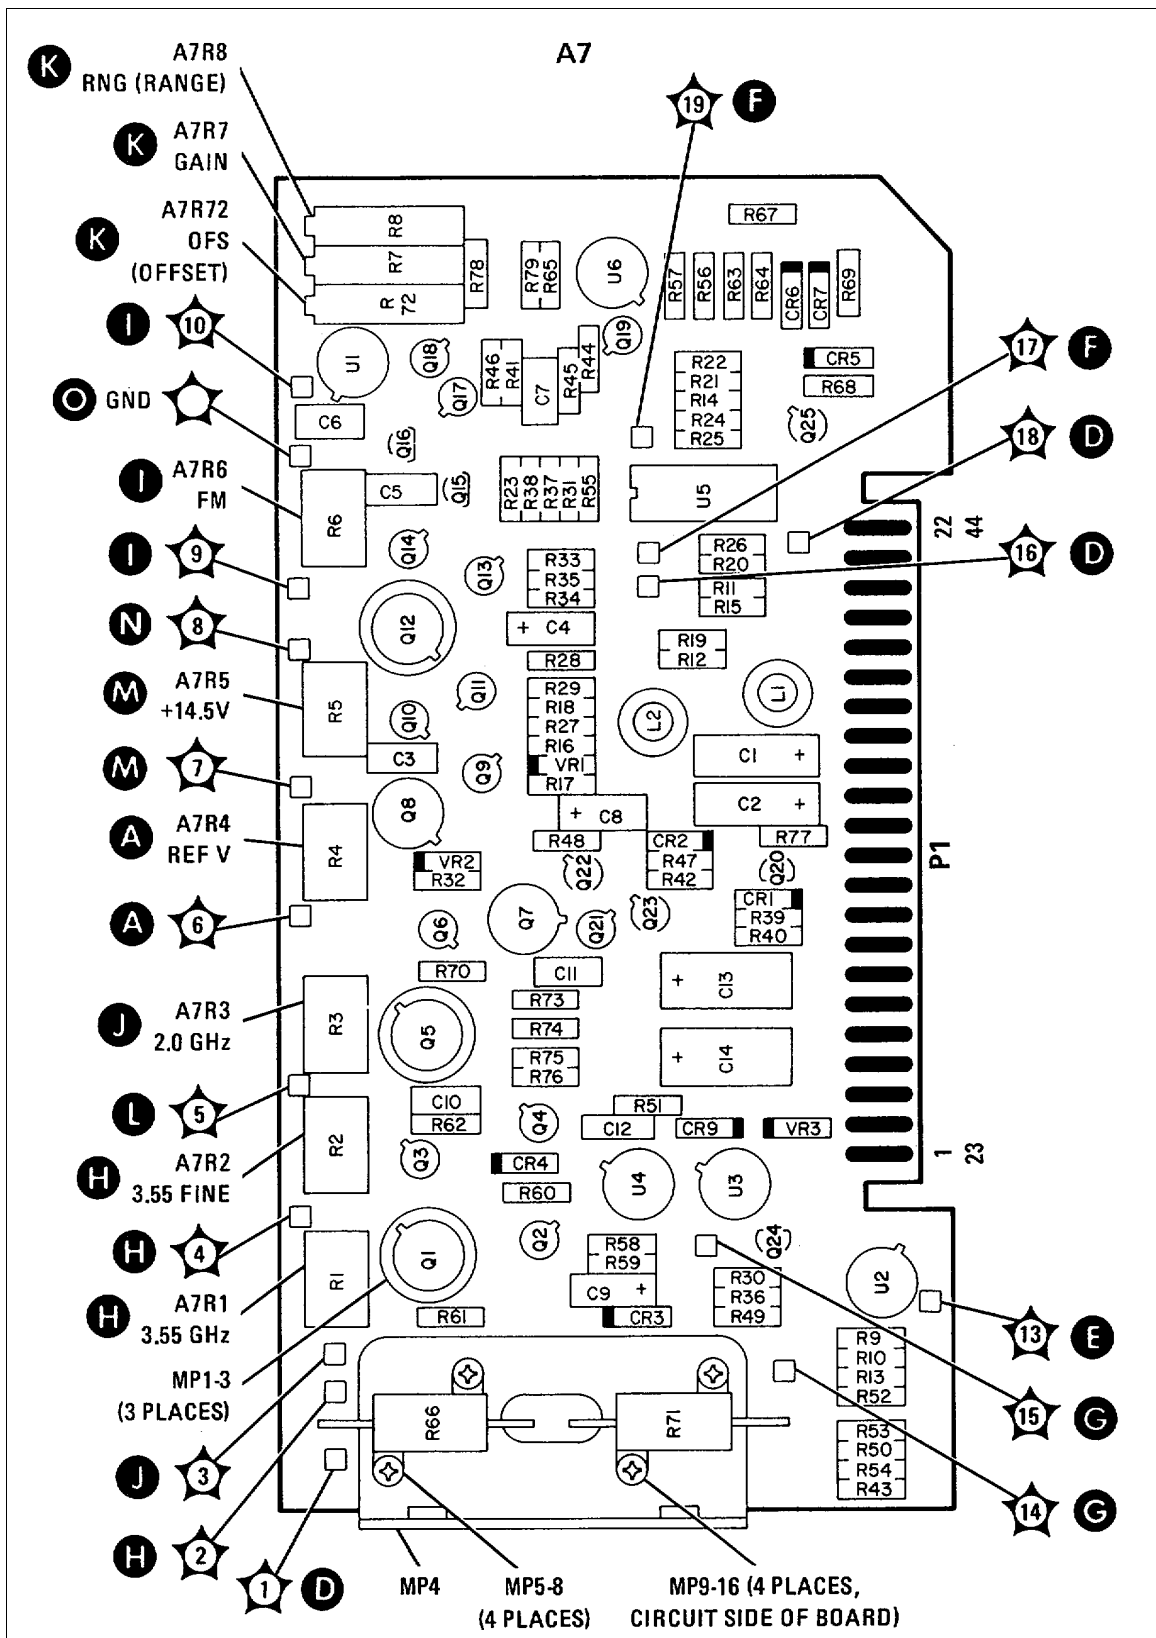 A7
K
A7R8
RNG (RANGE)
19
F
K
A7R7
GAIN
K
A7R72
OFS
(OFFSET)
I
10
O
GND
I
A7R6
FM
I
9
N
8
M
A7R5
+14.5V
M
7
A
A7R4
REF V
A
6
J
A7R3
2.0 GHz
L
5
H
A7R2
3.55 FINE
H
4
H
A7R1
3.55 GHz
MP1-3
(3 PLACES)
J
3
H
2
1
D
MP4
MP5-8
(4 PLACES)
MP9-16 (4 PLACES,
CIRCUIT SIDE OF BOARD)
17
F
18
D
16
D
13
E
15
G
14
G
22
44
P1
1
23
R8
R7
R
72
R78
R79
R65
U6
R67
R57
R56
R63
R64
CR6
CR7
R69
U1
Q18
Q17
R46
R41
C7
R45
R44
Q19
R22
R21
R14
R24
R25
CR5
R68
Q25
C6
Q16
R6
C5
Q15
R23
R38
R37
R31
R55
U5
Q14
Q13
R33
R35
R34
R26
R20
R11
R15
Q12
+ C4
R28
R19
R12
R5
Q11
Q10
R29
R18
R27
R16
VR1
R17
L2
L1
C3
Q9
C1 +
Q8
+ C8
C2 +
R4
R48
CR2
R47
R42
R77
VR2
R32
Q22
Q20
Q6
Q7
Q21
Q23
CR1
R39
R40
R70
C11
+ C13
R3
Q5
R73
R74
R75
R76
+ C14
C10
R62
R51
C12
CR9
VR3
R2
Q4
Q3
CR4
R60
U4
U3
R1
Q1
Q2
R58
R59
C9 +
CR3
Q24
U2
R30
R36
R49
R61
R9
R10
R13
R52
R66
R71
R53
R50
R54
R43